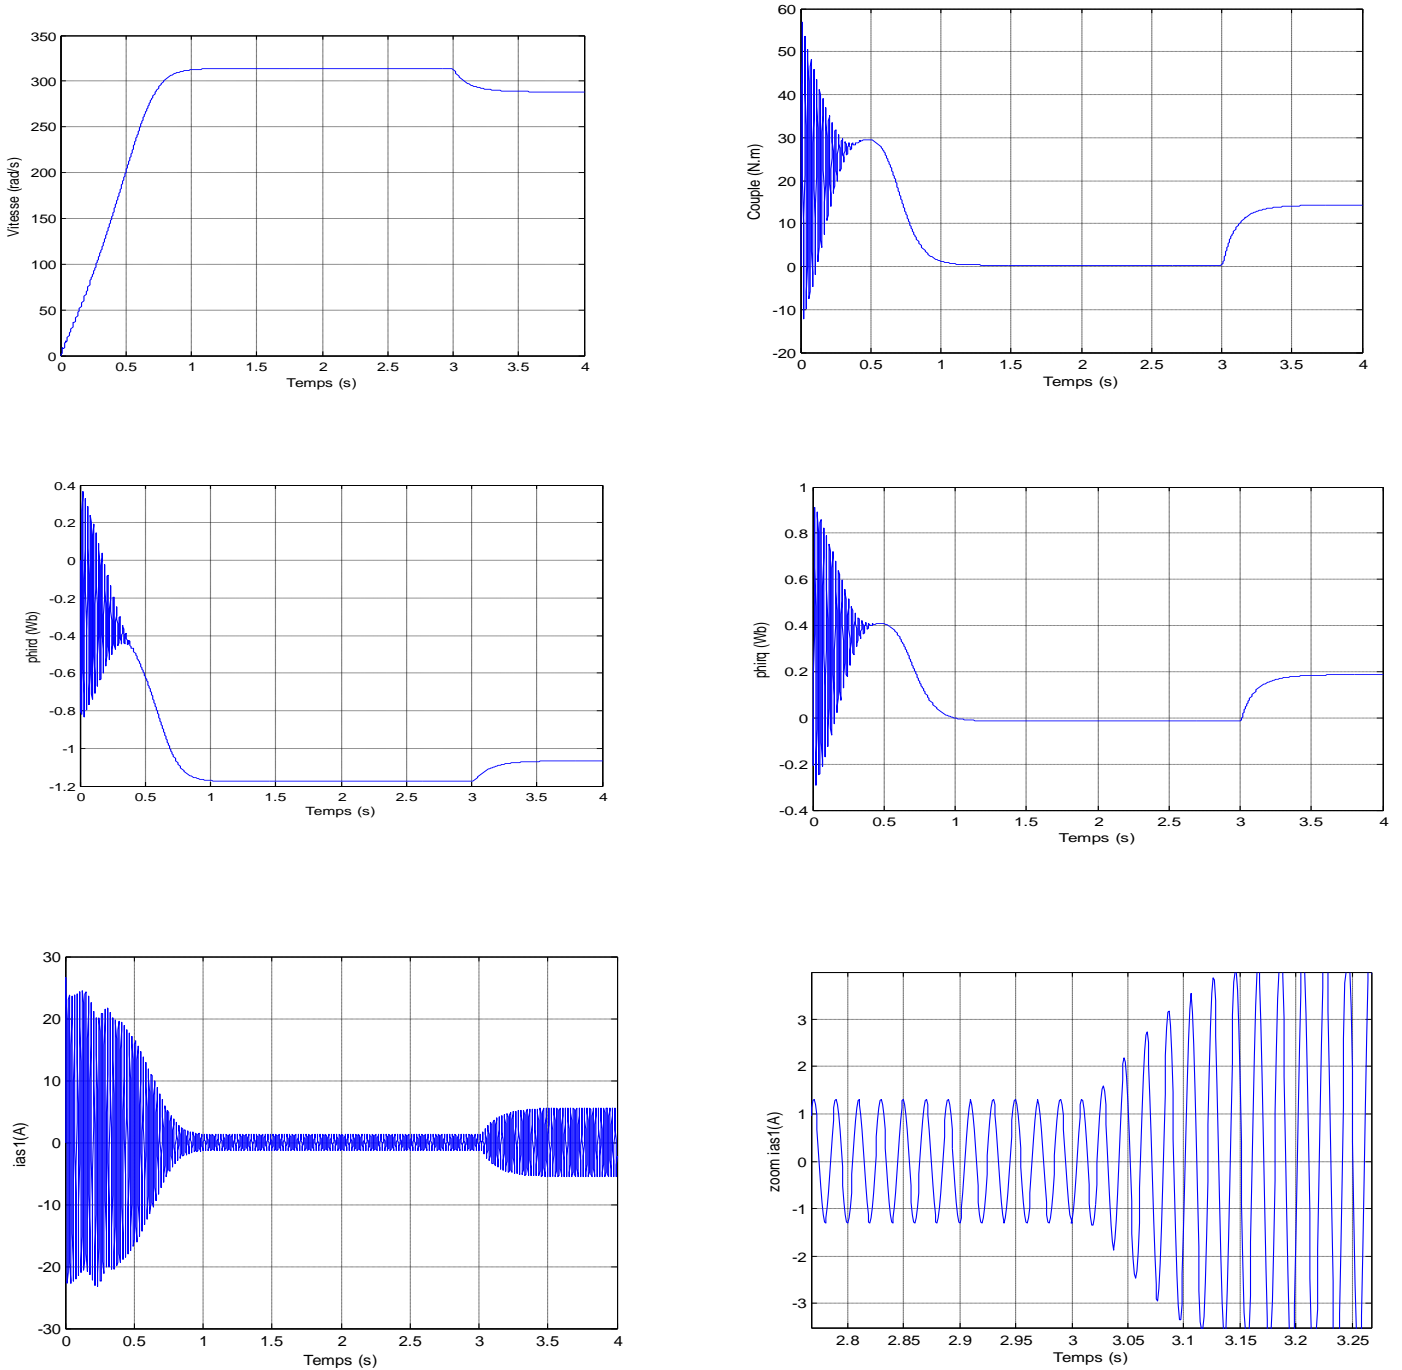 350
300
250
200
150
100
50
0
Vitesse (rad/s)
0 0.5 1 1.5 2 2.5 3 3.5 4
Temps (s)
60
50
40
30
20
10
0
-10
-20
Couple (N.m)
0 0.5 1 1.5 2 2.5 3 3.5 4
Temps (s)
0.4
0.2
0
-0.2
-0.4
-0.6
-0.8
-1
-1.2
phird (Wb)
0 0.5 1 1.5 2 2.5 3 3.5 4
Temps (s)
1
0.8
0.6
0.4
0.2
0
-0.2
-0.4
phirq (Wb)
0 0.5 1 1.5 2 2.5 3 3.5 4
Temps (s)
30
20
10
0
-10
-20
-30
ias1(A)
0 0.5 1 1.5 2 2.5 3 3.5 4
Temps (s)
3
2
1
0
-1
-2
-3
zoom ias1(A)
2.8 2.85 2.9 2.95 3 3.05 3.1 3.15 3.2 3.25
Temps (s)